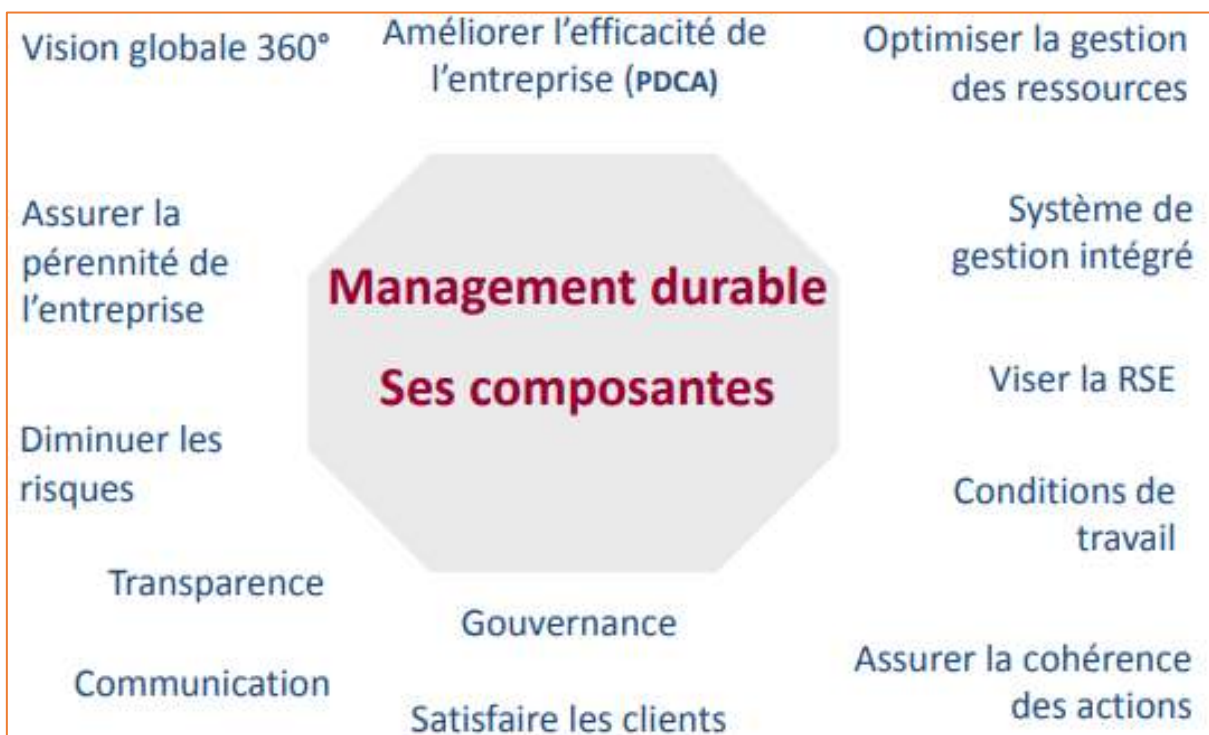 Vision globale 360°
Améliorer l’efficacité de
l’entreprise (PDCA)
Optimiser la gestion
des ressources
Assurer la
pérennité de
l’entreprise
Système de
gestion intégré
Management durable
Ses composantes
Viser la RSE
Diminuer les
risques
Conditions de
travail
Transparence
Gouvernance
Communication
Satisfaire les clients
Assurer la cohérence
des actions